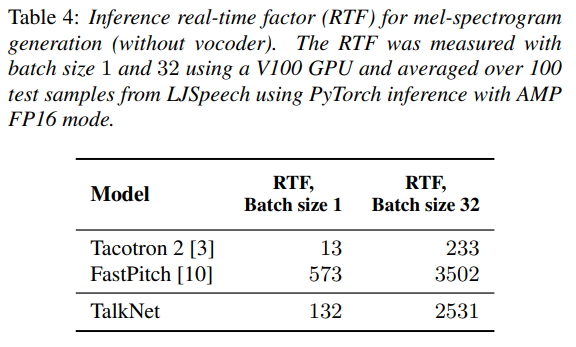 Table 4: Inference real-time factor (RTF) for mel-spectrogram
generation (without vocoder). The RTF was measured with
batch size 1 and 32 using a V100 GPU and averaged over 100
test samples from LJSpeech using PyTorch inference with AMP
FP16 mode.
Model RTF, Batch size 1 RTF, Batch size 32
Tacotron 2 [3] 13 233
FastPitch [10] 573 3502
TalkNet 132 2531